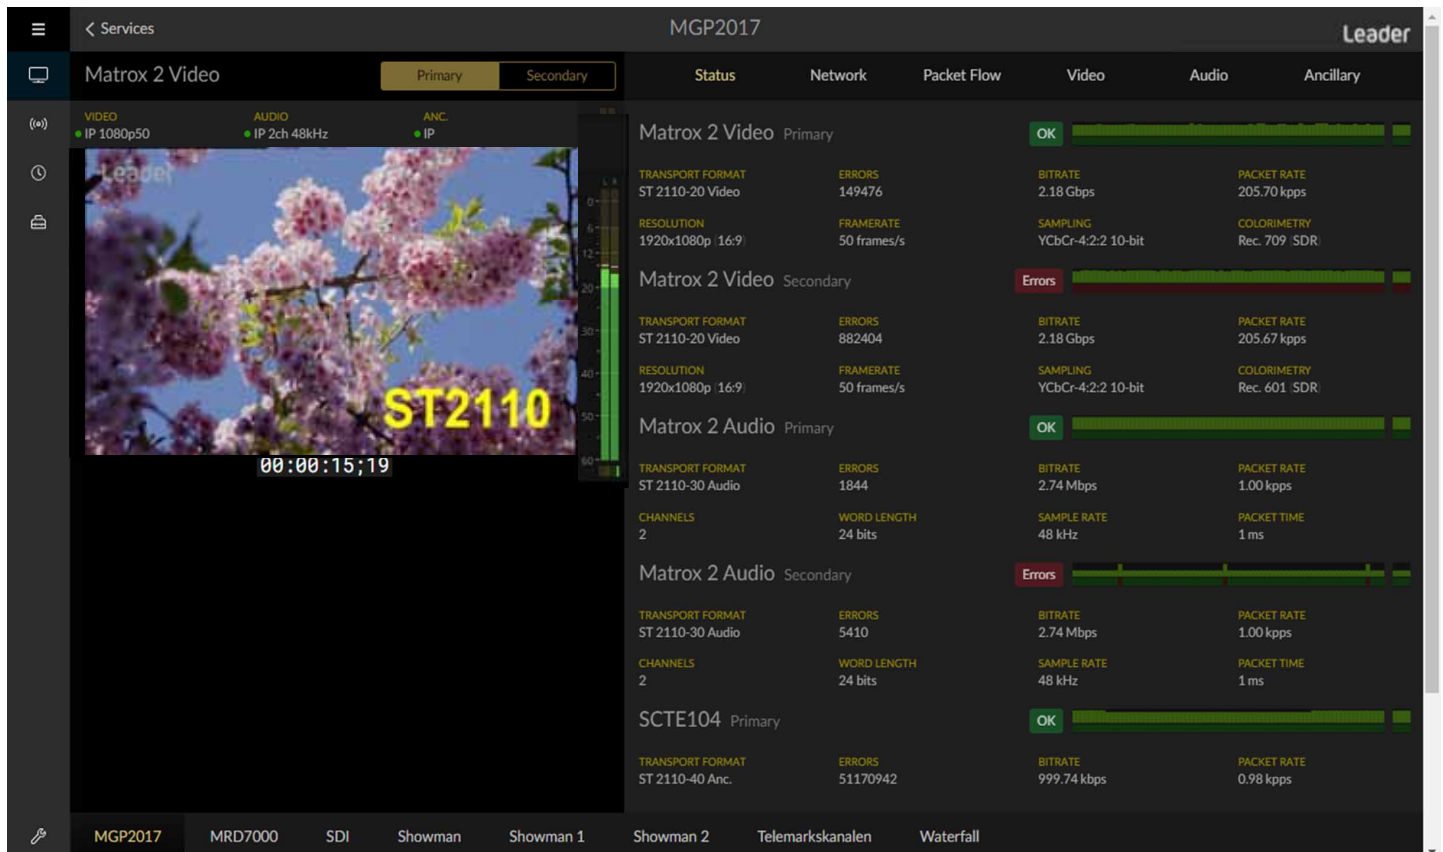 Services
MGP2017
Leader
Matrox 2 Video
Primary
Secondary
Status
Network
Packet Flow
Video
Audio
Ancillary
VIDEO
AUDIO
ANC.
IP 1080p50
IP 2ch 48kHz
IP
Leader
ST2110
00:00:15;19
L R
0
6
12
20
30
40
50
60
Matrox 2 Video Primary
OK
TRANSPORT FORMAT
ERRORS
BITRATE
PACKET RATE
ST 2110-20 Video
149476
2.18 Gbps
205.70 kpps
RESOLUTION
FRAMERATE
SAMPLING
COLORIMETRY
1920x1080p (16:9)
50 frames/s
YCbCr-4:2:2 10-bit
Rec. 709 (SDR)
Matrox 2 Video Secondary
Errors
TRANSPORT FORMAT
ERRORS
BITRATE
PACKET RATE
ST 2110-20 Video
882404
2.18 Gbps
205.67 kpps
RESOLUTION
FRAMERATE
SAMPLING
COLORIMETRY
1920x1080p (16:9)
50 frames/s
YCbCr-4:2:2 10-bit
Rec. 601 (SDR)
Matrox 2 Audio Primary
OK
TRANSPORT FORMAT
ERRORS
BITRATE
PACKET RATE
ST 2110-30 Audio
1844
2.74 Mbps
1.00 kpps
CHANNELS
WORD LENGTH
SAMPLE RATE
PACKET TIME
2
24 bits
48 kHz
1 ms
Matrox 2 Audio Secondary
Errors
TRANSPORT FORMAT
ERRORS
BITRATE
PACKET RATE
ST 2110-30 Audio
5410
2.74 Mbps
1.00 kpps
CHANNELS
WORD LENGTH
SAMPLE RATE
PACKET TIME
2
24 bits
48 kHz
1 ms
SCTE104 Primary
OK
TRANSPORT FORMAT
ERRORS
BITRATE
PACKET RATE
ST 2110-40 Anc.
51170942
999.74 kbps
0.98 kpps
MGP2017
MRD7000
SDI
Showman
Showman 1
Showman 2
Telemarkskanalen
Waterfall